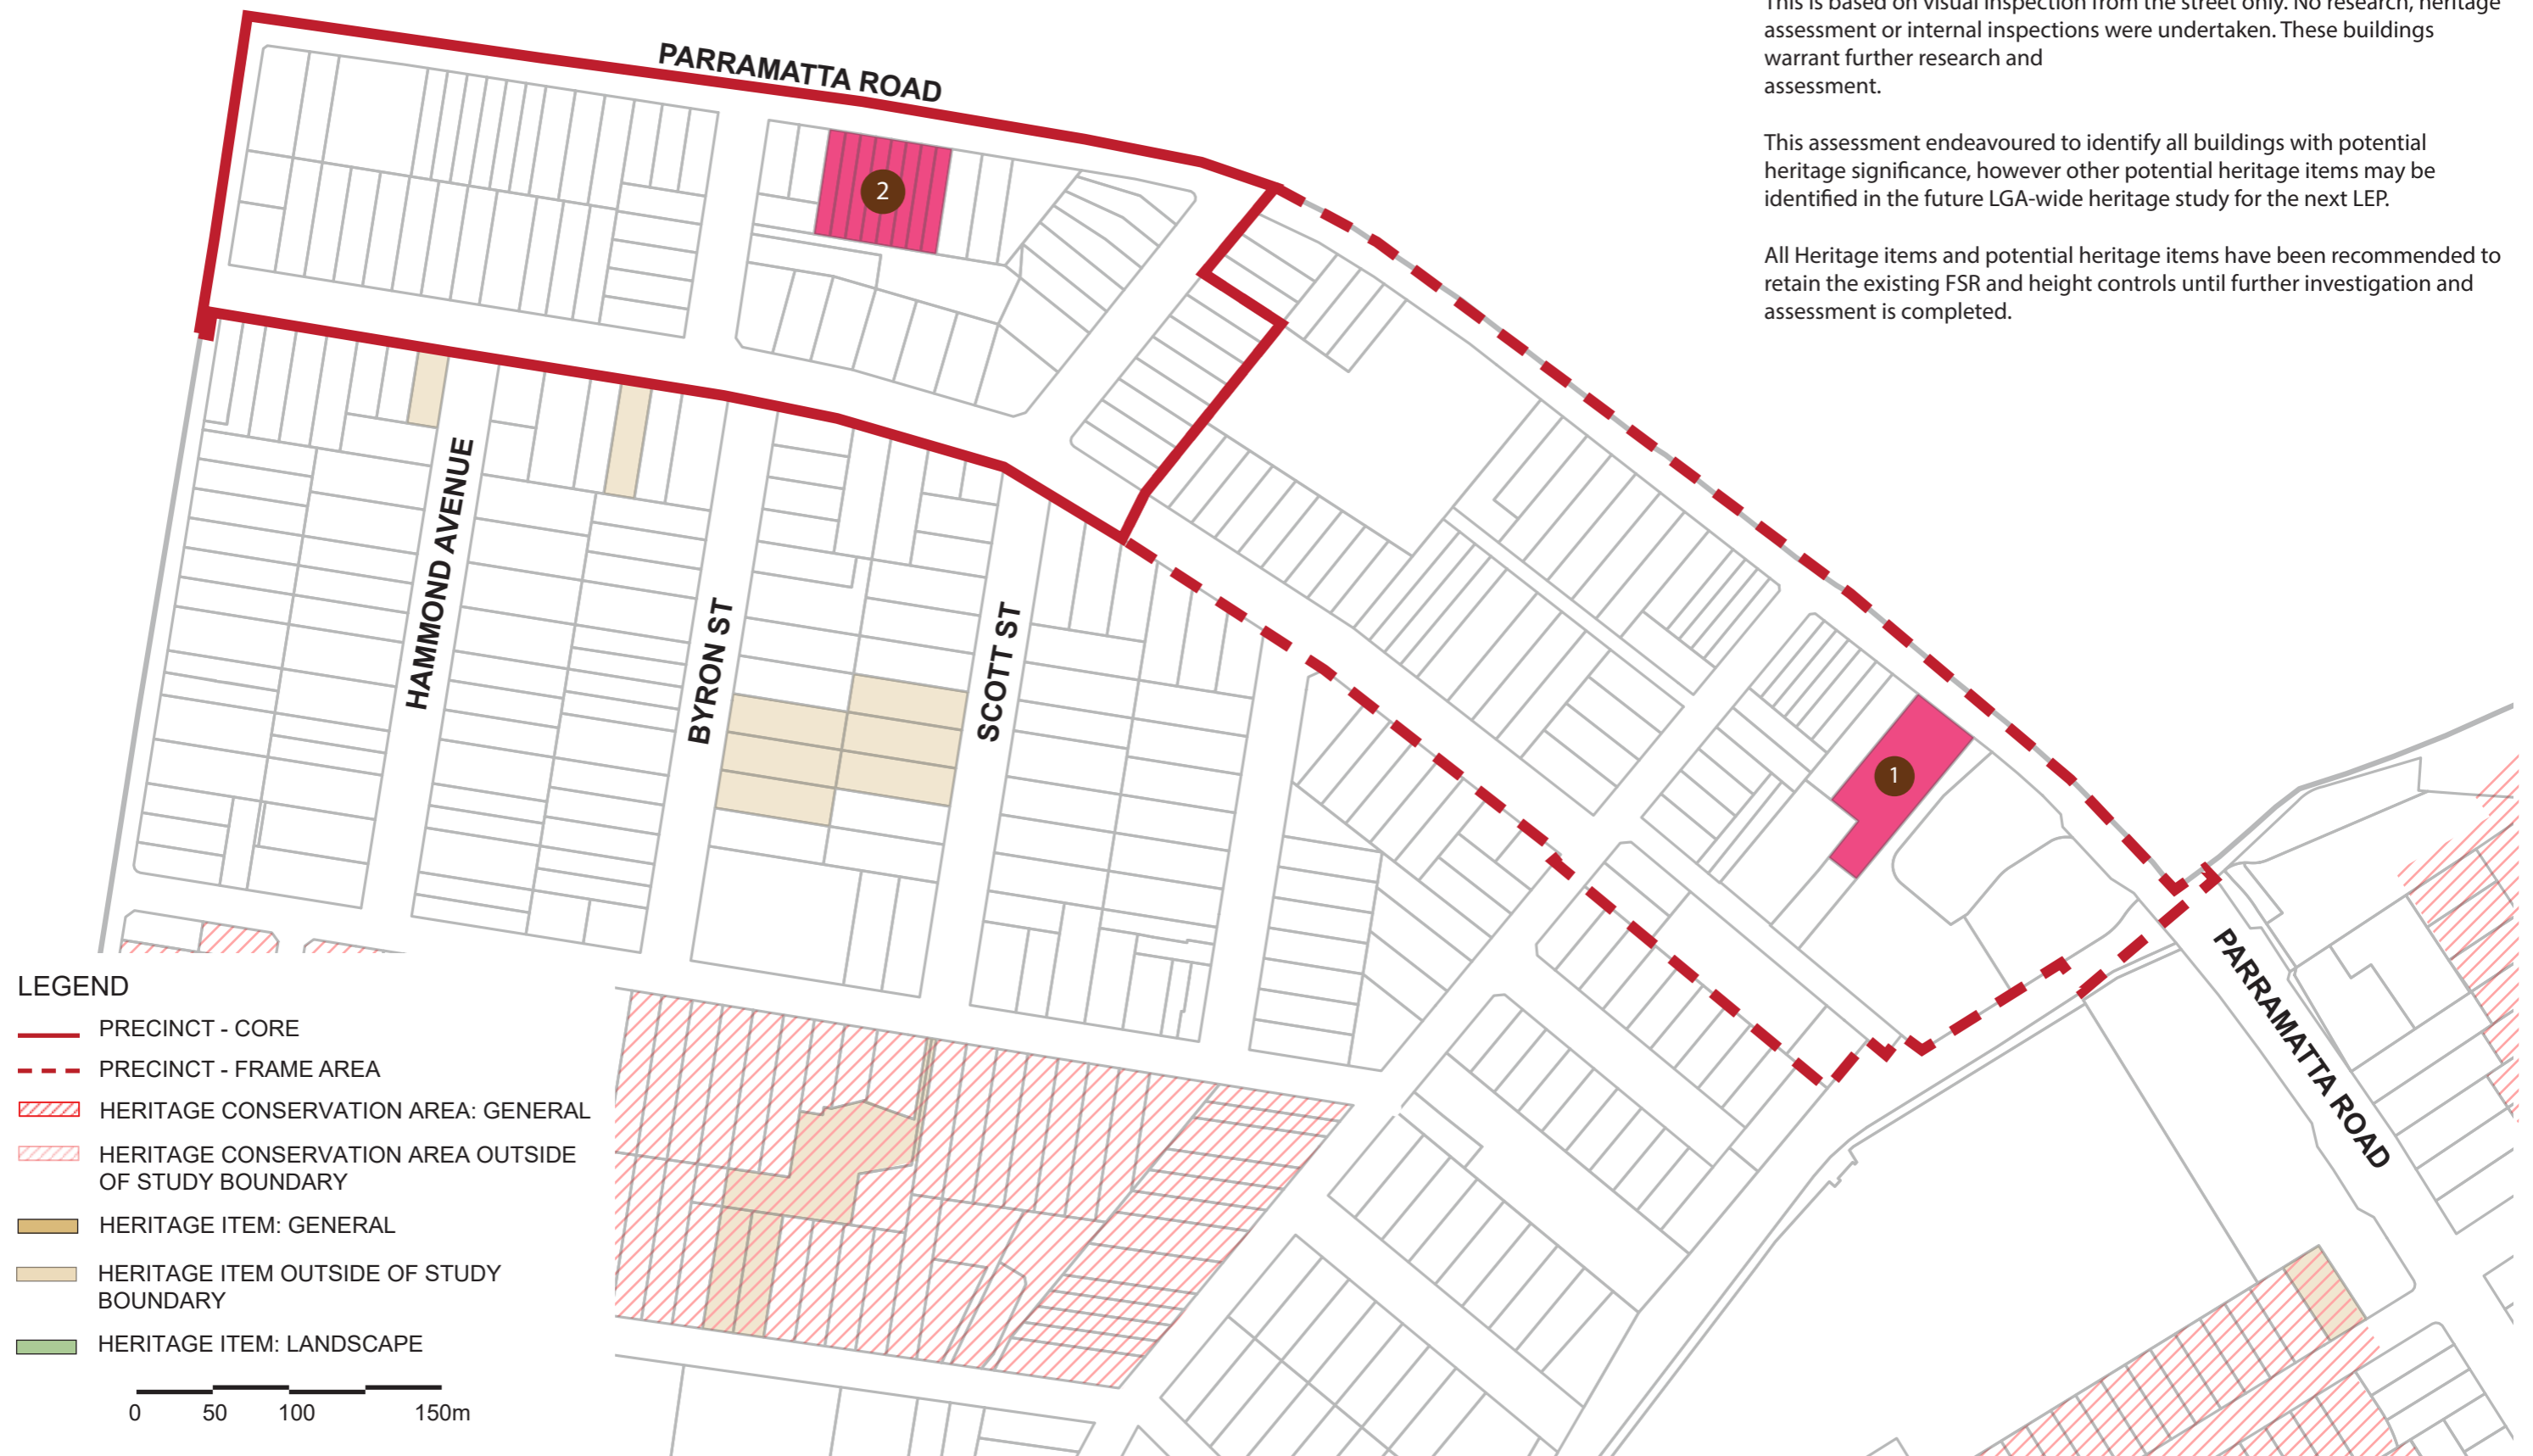 This is based on visual inspection from the street only. No research, heritage
assessment or internal inspections were undertaken. These buildings
warrant further research and
assessment.
This assessment endeavoured to identify all buildings with potential
heritage significance, however other potential heritage items may be
identified in the future LGA-wide heritage study for the next LEP.
All Heritage items and potential heritage items have been recommended to
retain the existing FSR and height controls until further investigation and
assessment is completed.
PARRAMATTA ROAD
2
HAMMOND AVENUE
BYRON ST
SCOTT ST
1
PARRAMATTA ROAD
LEGEND
PRECINCT - CORE
PRECINCT - FRAME AREA
HERITAGE CONSERVATION AREA: GENERAL
HERITAGE CONSERVATION AREA OUTSIDE
OF STUDY BOUNDARY
HERITAGE ITEM: GENERAL
HERITAGE ITEM OUTSIDE OF STUDY
BOUNDARY
HERITAGE ITEM: LANDSCAPE
0 50 100 150m